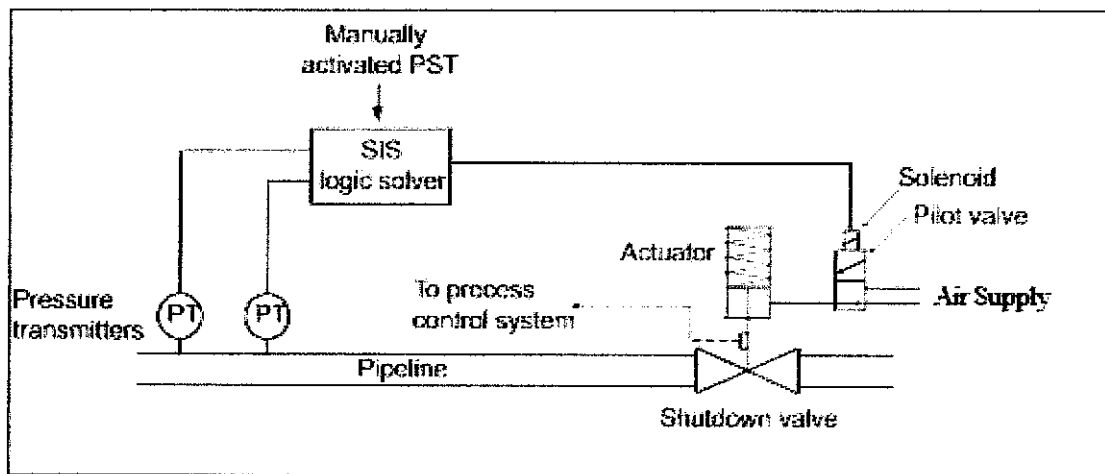 Manually
activated PST
SIS
logic solver
Solenoid
Pilot valve
Actuator
Air Supply
To process
control system
Pressure
transmitters
PT
PT
Pipeline
Shutdown valve